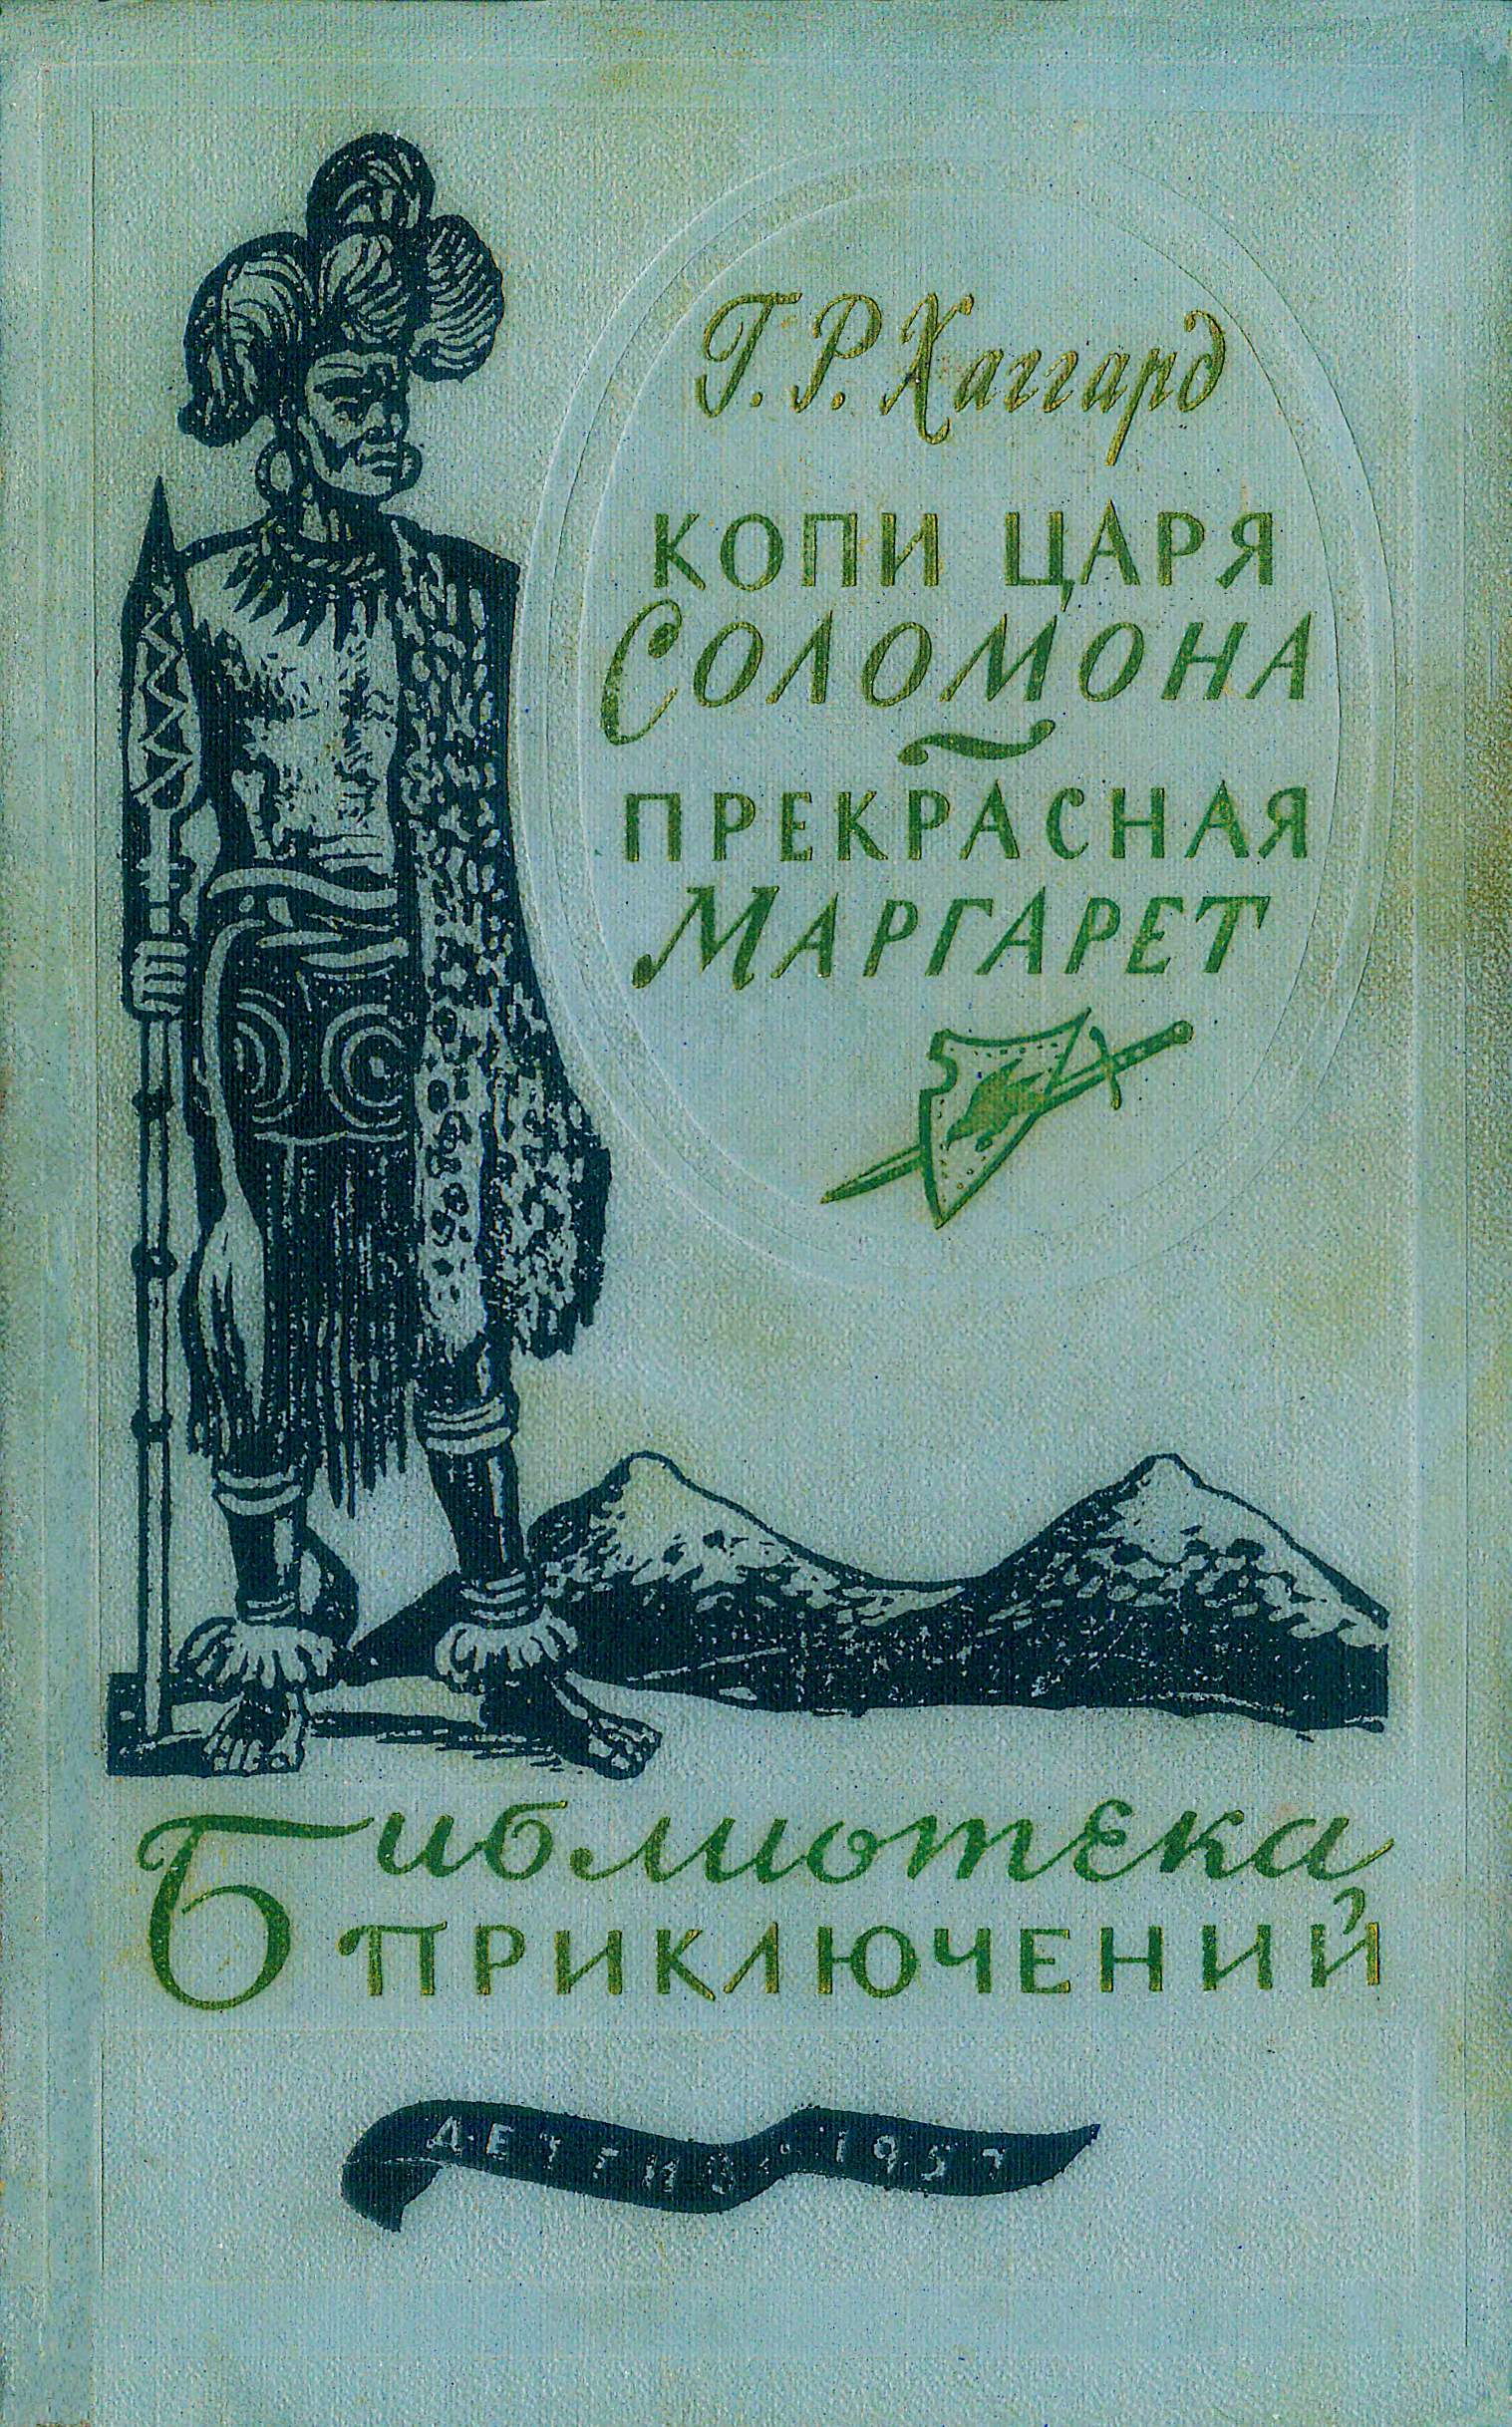 Г. Р. Хаггард
КОПИ ЦАРЯ
СОЛОМОНА
ПРЕКРАСНАЯ
МАРГАРЕТ
Библиотека
ПРИКЛЮЧЕНИЙ
ДЕТГИЗ · 1957